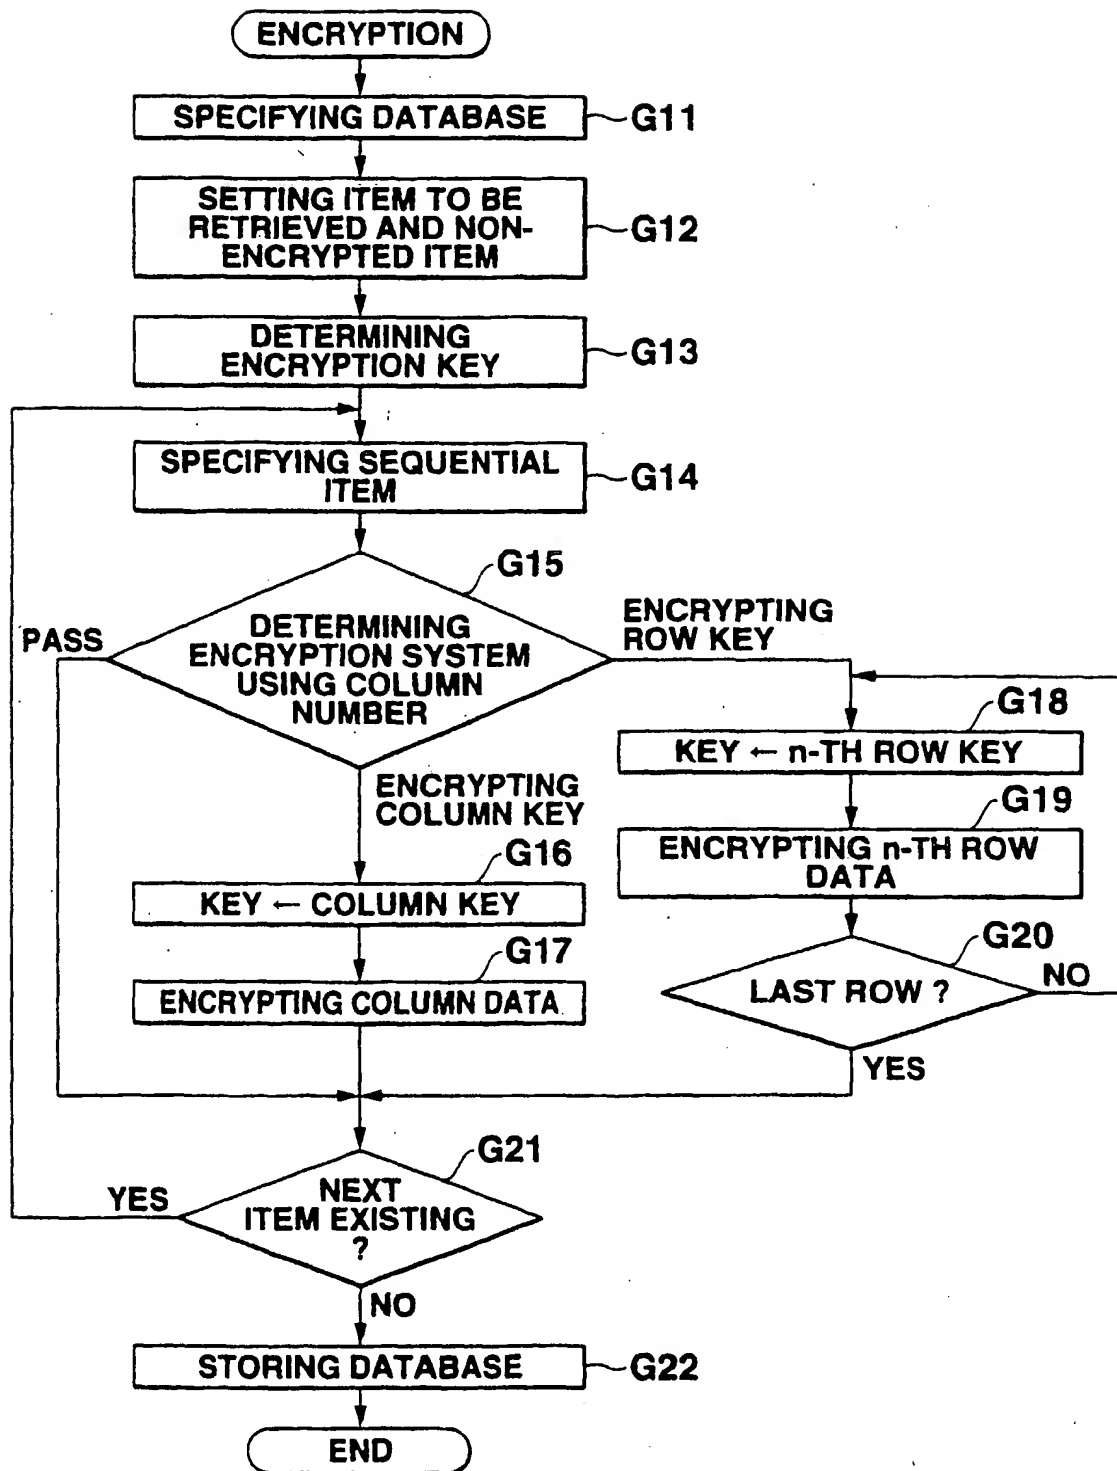 ENCRYPTION
SPECIFYING DATABASE
G11
SETTING ITEM TO BE
RETRIEVED AND NON-
ENCRYPTED ITEM
G12
DETERMINING
ENCRYPTION KEY
G13
SPECIFYING SEQUENTIAL
ITEM
G14
G15
PASS
DETERMINING
ENCRYPTION SYSTEM
USING COLUMN
NUMBER
ENCRYPTING
ROW KEY
G18
KEY ← n-TH ROW KEY
ENCRYPTING
COLUMN KEY
G19
ENCRYPTING n-TH ROW
DATA
G16
KEY ← COLUMN KEY
G20
LAST ROW ?
NO
YES
G17
ENCRYPTING COLUMN DATA
G21
YES
NEXT
ITEM EXISTING
?
NO
STORING DATABASE
G22
END